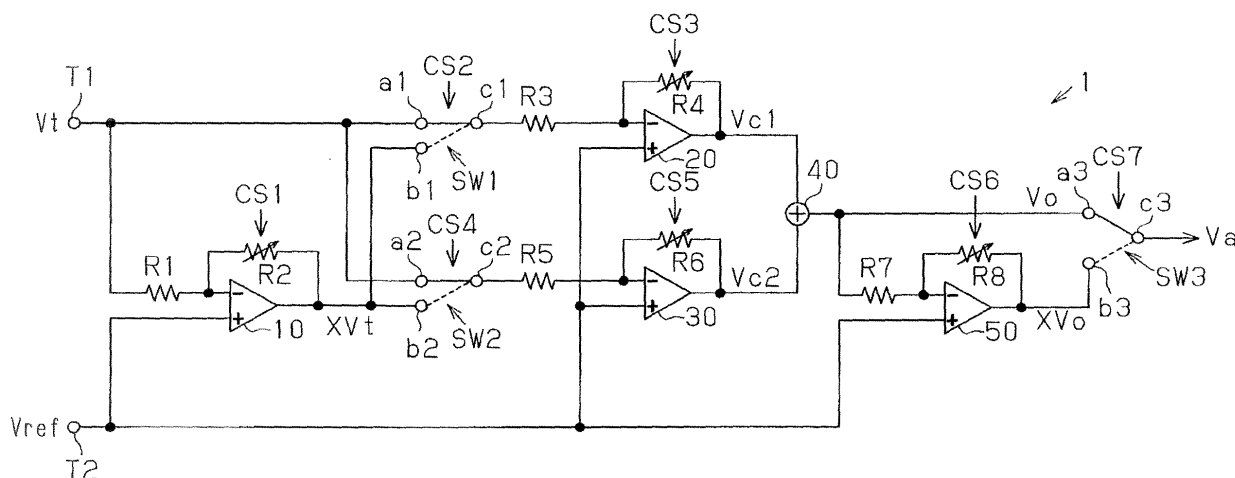 CS3
T1
a1
CS2
c1
R3
R4
1
Vt
Vc1
20
b1
SW1
CS5
40
CS7
a3
CS1
CS4
CS6
c3
Vo
a2
c2
R5
Va
R1
R2
R6
Vc2
R7
R8
SW3
10
XVt
b2
SW2
30
50
XVo
b3
Vref
T2